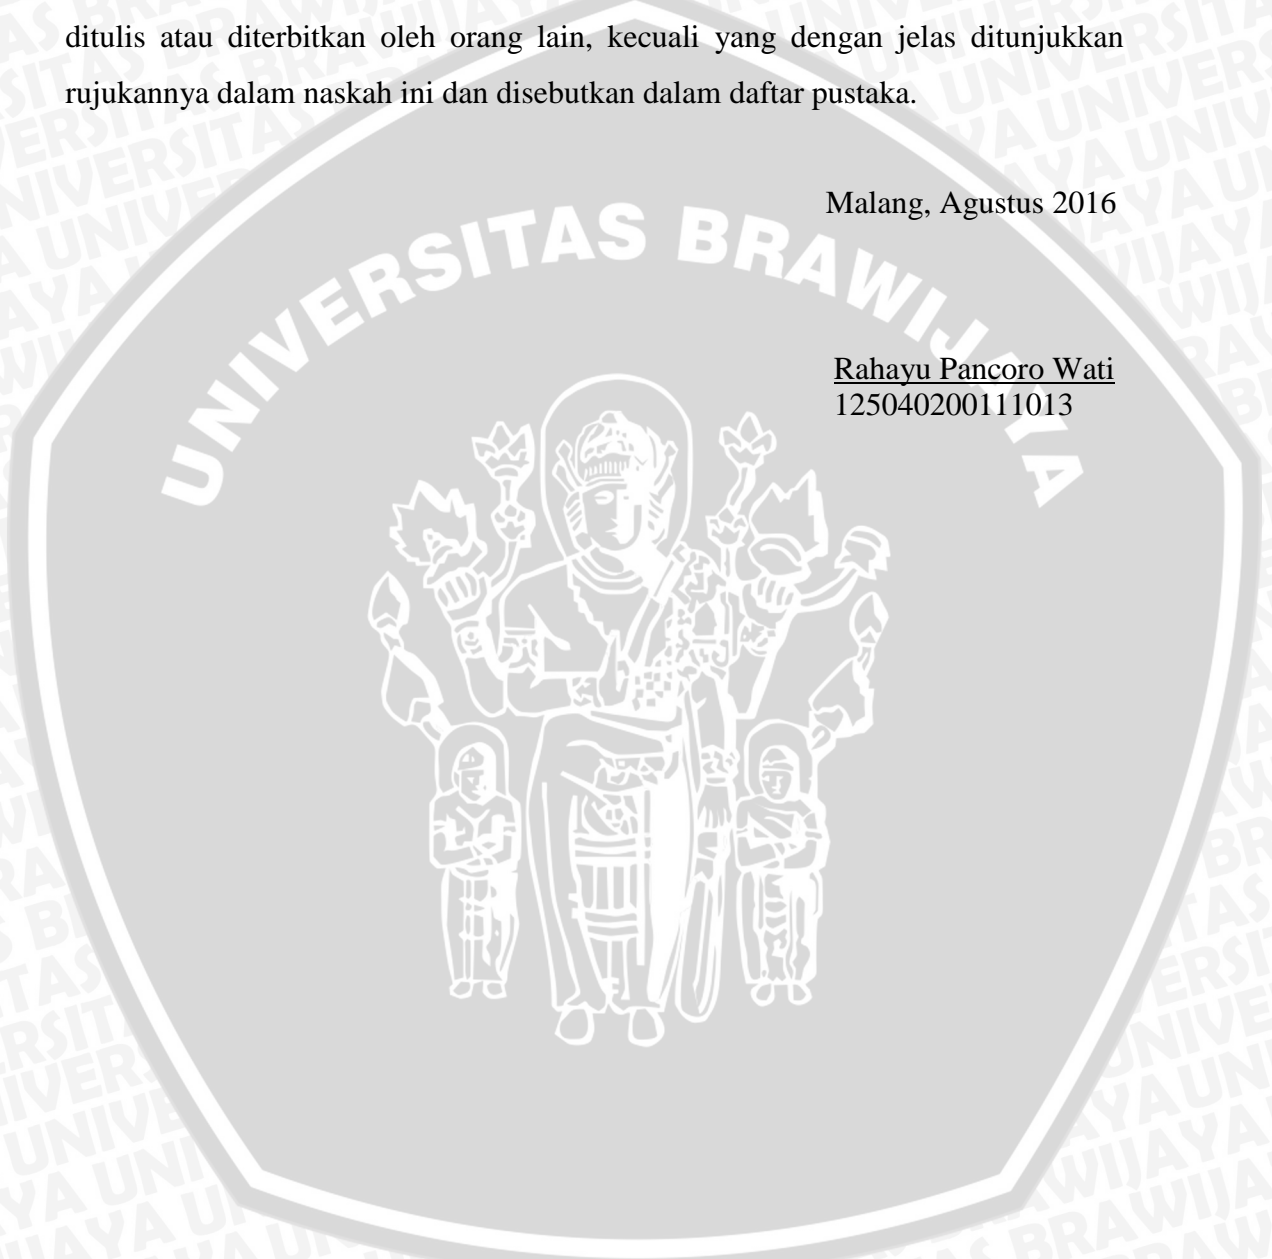 ditulis atau diterbitkan oleh orang lain, kecuali yang dengan jelas ditunjukkan
rujukannya dalam naskah ini dan disebutkan dalam daftar pustaka.
Malang, Agustus 2016
UNIVERSITAS BRAWIJAYA
Rahayu Pancoro Wati
125040200111013